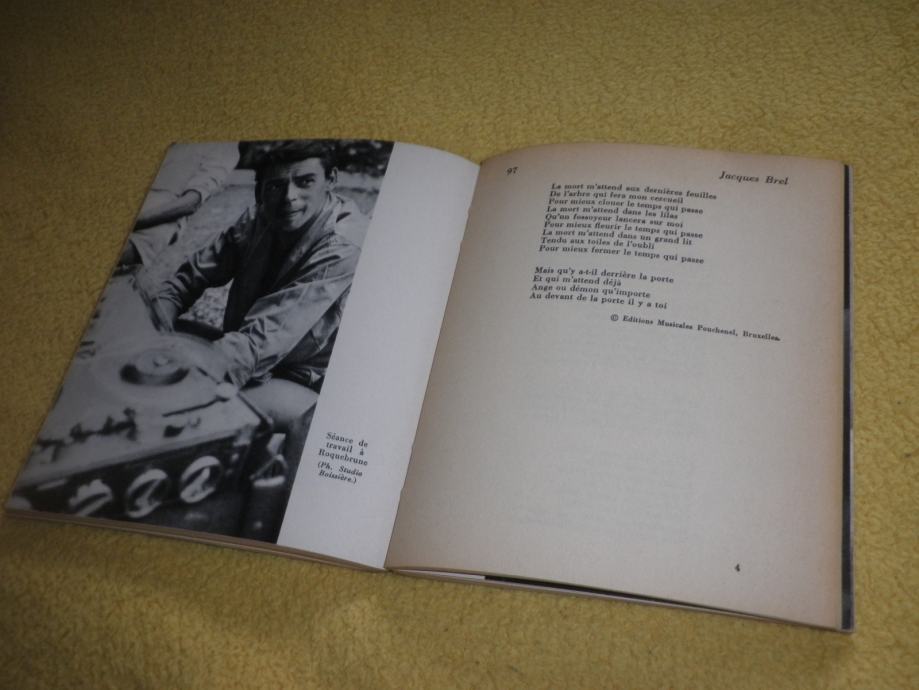 Séance de
travail à
Roquebrune
(Ph. Studio
Boissière.)
97
Jacques Brel
La mort m'attend aux dernières feuilles
De l'arbre qui fera mon cercueil
Pour mieux clouer le temps qui passe
La mort m'attend dans les lilas
Qu'un fossoyeur lancera sur moi
Pour mieux fleurir le temps qui passe
La mort m'attend dans un grand lit
Tendu aux toiles de l'oubli
Pour mieux fermer le temps qui passe
Mais qu'y a-t-il derrière la porte
Et qui m'attend déjà
Ange ou démon qu'importe
Au devant de la porte il y a toi
© Editions Musicales Pouchenel, Bruxelles.
4